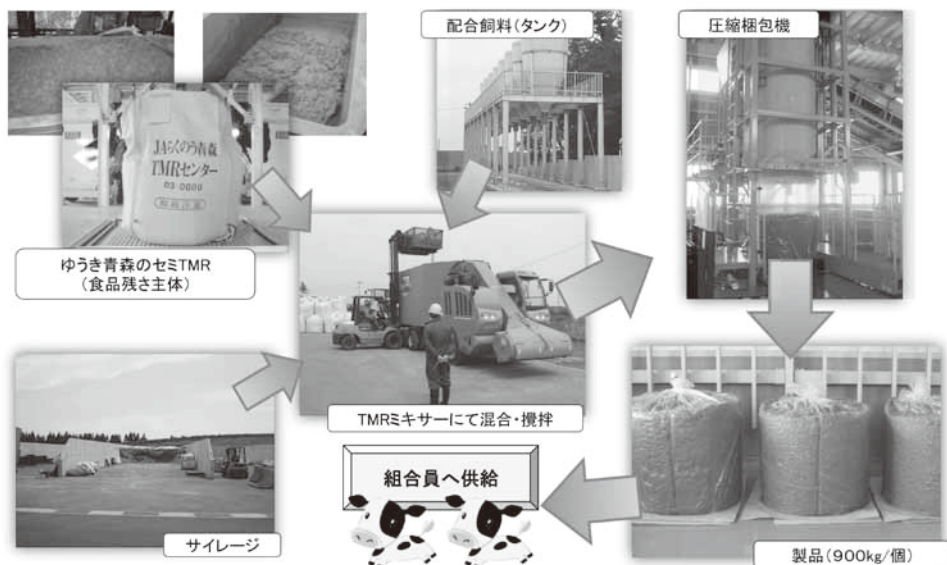 配合飼料(タンク)
圧縮梱包機
JAらくのう青森
TMRセンター
03-0000
ゆうき青森のセミTMR
(食品残さ主体)
TMRミキサーにて混合・攪拌
組合員へ供給
サイレージ
製品(900kg/個)